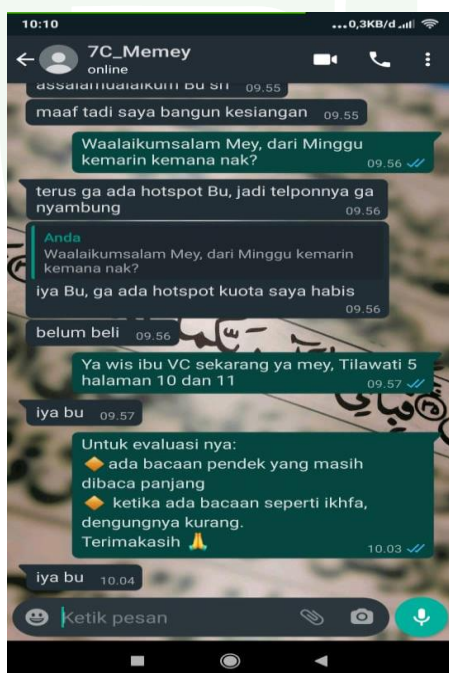 10:10
...0,3KB/d
7C_Memey
online
assalamualaikum Bu sri 09.55
maaf tadi saya bangun kesiangan 09.55
Waalaikumsalam Mey, dari Minggu
kemarin kemana nak?
09.56
terus ga ada hotspot Bu, jadi telponnya ga
nyambung
09.56
Anda
Waalaikumsalam Mey, dari Minggu kemarin
kemana nak?
iya Bu, ga ada hotspot kuota saya habis
09.56
belum beli 09.56
Ya wis ibu VC sekarang ya mey, Tilawati 5
halaman 10 dan 11
09.57
iya bu 09.57
Untuk evaluasi nya:
🔶 ada bacaan pendek yang masih
dibaca panjang
🔶 ketika ada bacaan seperti ikhfa,
dengungnya kurang.
Terimakasih 🙏
10.03
iya bu 10.04
Ketik pesan